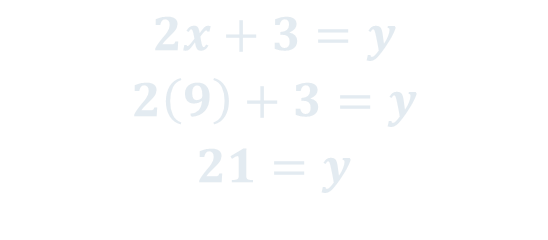 2x + 3 = y
2(9) + 3 = y
21 = y